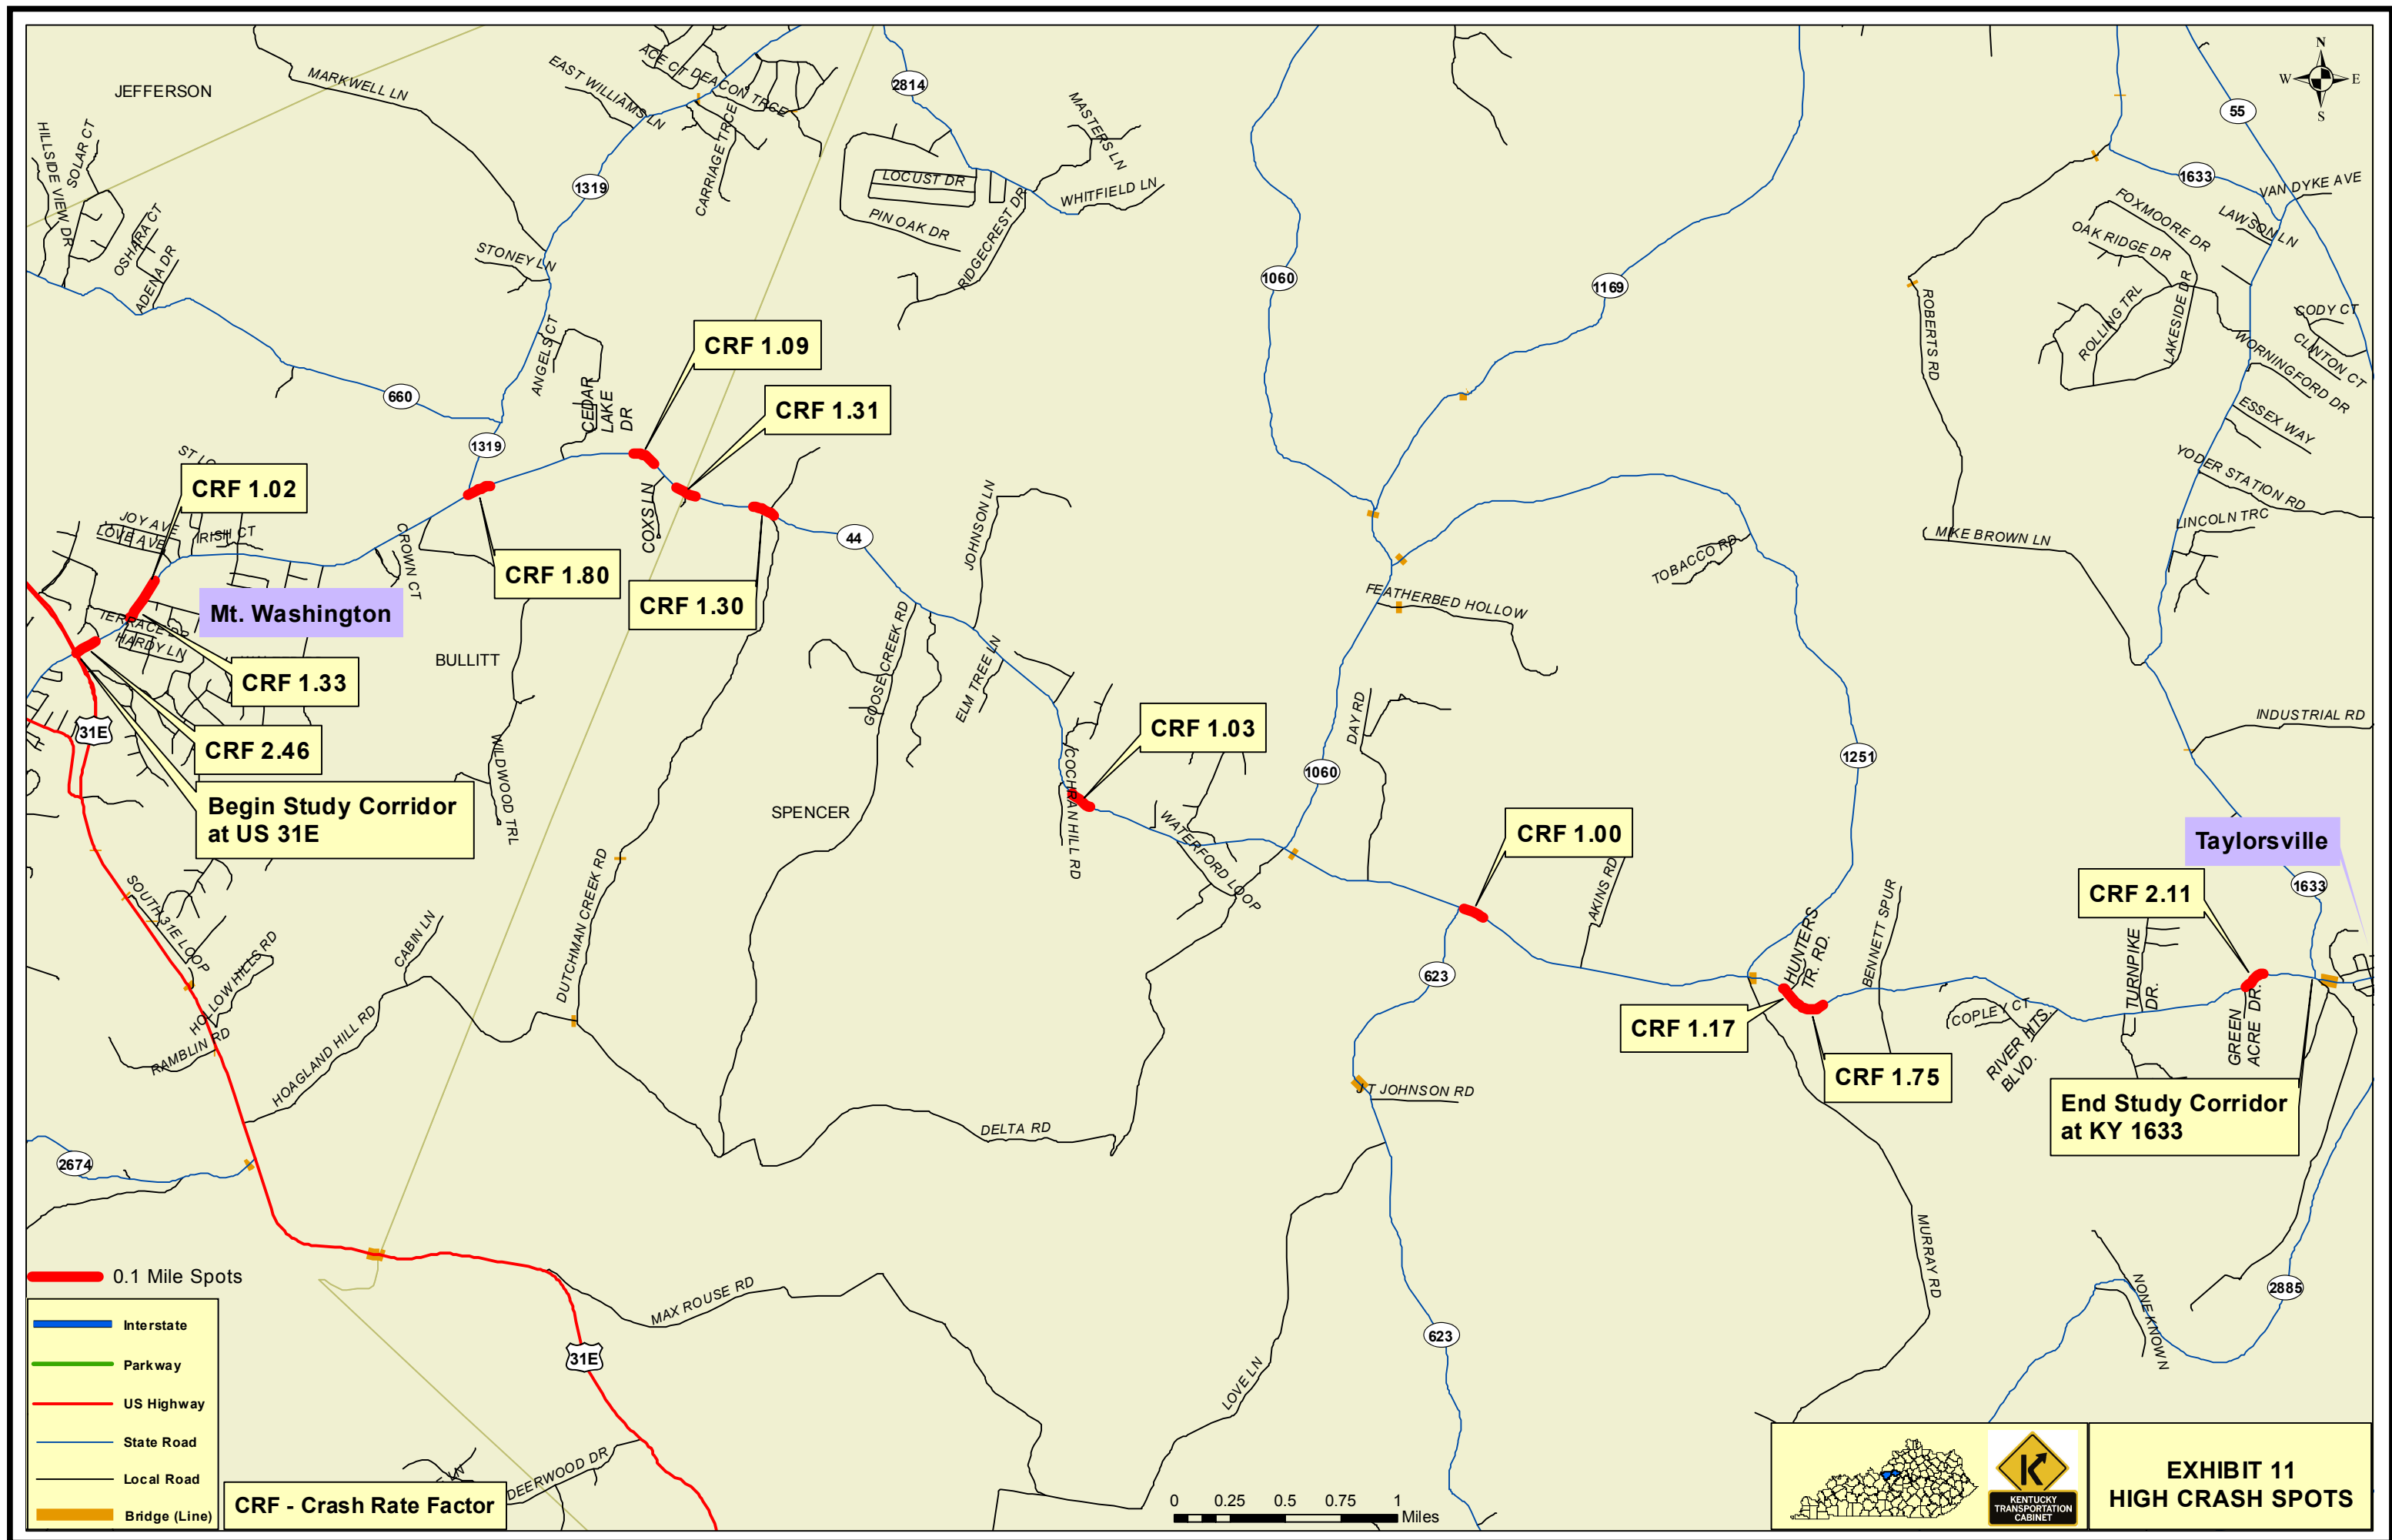 JEFFERSON
MARKWELL LN
HILLSIDE VIEW DR
SOLAR CT
OSHARA CT
ADENA DR
EAST WILLIAMS LN
ACE CT
DEACON TRCE
CARRIAGE TRCE
1319
STONEY LN
2814
MASTERS LN
WHITFIELD LN
LOCUST DR
PIN OAK DR
RIDGECREST DR
1060
1169
55
N
W
E
S
1633
VAN DYKE AVE
LAWSON LN
FOXMOORE DR
OAK RIDGE DR
ROLLING TRL
LAKESIDE DR
CODY CT
CLINTON CT
WORNINGFORD DR
ESSEX WAY
YODER STATION RD
LINCOLN TRC
ROBERTS RD
MIKE BROWN LN
INDUSTRIAL RD
660
1319
ANGELS CT
CEDAR
LAKE
DR
CRF 1.09
CRF 1.31
CRF 1.02
JOY AVE
LOVE AVE
IRISH CT
CROWN CT
CRF 1.80
COXS LN
CRF 1.30
44
JOHNSON LN
Mt. Washington
TERRACE DR
HARDY LN
BULLITT
CRF 1.33
CRF 2.46
31E
Begin Study Corridor
at US 31E
WILDWOOD TRL
GOOSE CREEK RD
ELM TREE LN
SPENCER
CRF 1.03
COCHRAN HILL RD
WATERFORD LOOP
1060
DAY RD
FEATHERBED HOLLOW
TOBACCO RD
1251
CRF 1.00
AKINS RD
623
HUNTERS
TR. RD.
BENNETT SPUR
CRF 1.17
CRF 1.75
COPLEY CT
RIVER HTS.
BLVD.
TURNPIKE
DR.
GREEN
ACRE DR.
CRF 2.11
Taylorsville
1633
End Study Corridor
at KY 1633
SOUTH 31E LOOP
HOLLOW HILLS RD
RAMBLIN RD
CABIN LN
HOAGLAND HILL RD
DUTCHMAN CREEK RD
DELTA RD
J T JOHNSON RD
MURRAY RD
2674
NONE KNOWN
2885
MAX ROUSE RD
31E
LOVE LN
623
DEERWOOD DR
0.1 Mile Spots
Interstate
Parkway
US Highway
State Road
Local Road
Bridge (Line)
CRF - Crash Rate Factor
0 0.25 0.5 0.75 1
Miles
KENTUCKY
TRANSPORTATION
CABINET
EXHIBIT 11
HIGH CRASH SPOTS